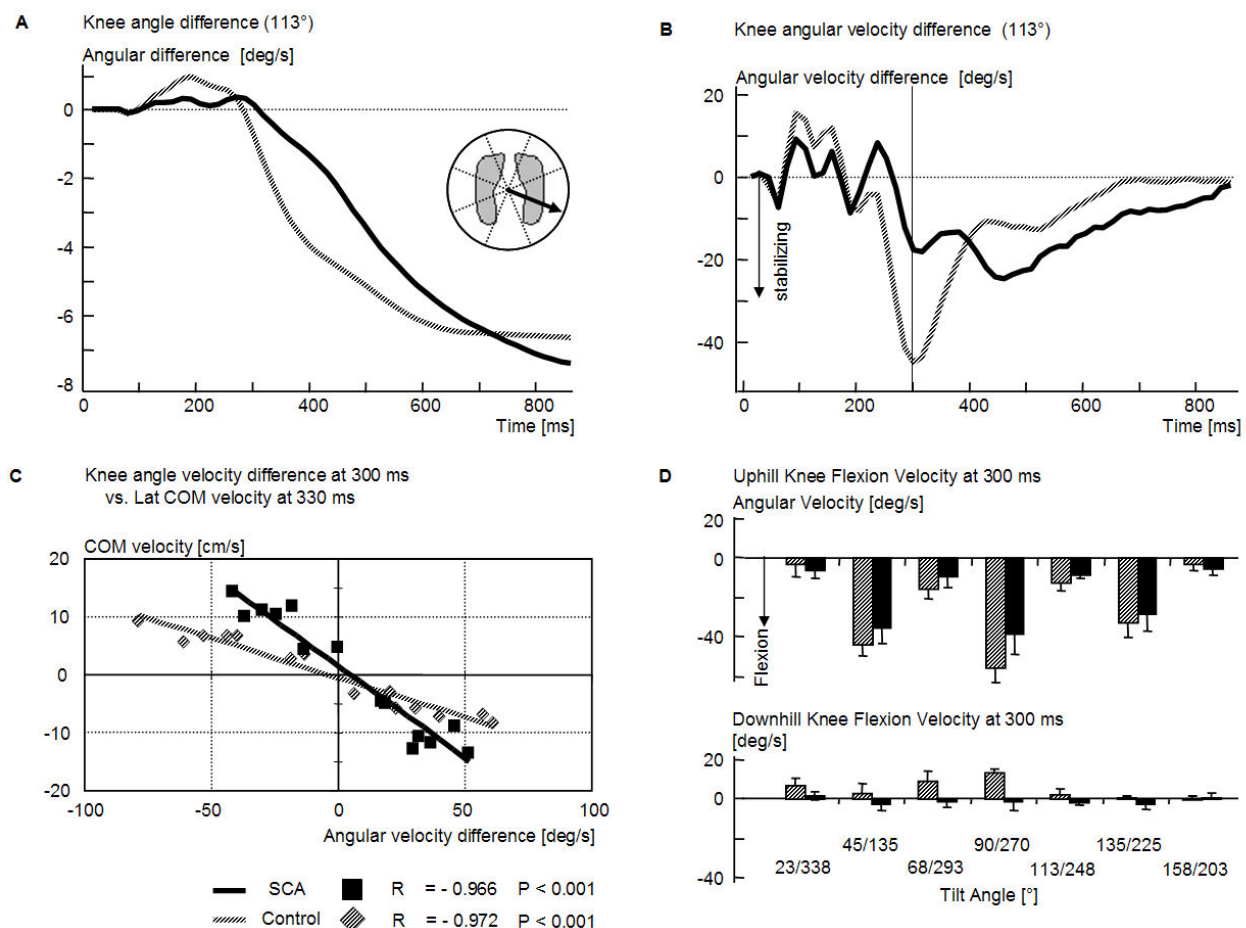 A Knee angle difference (113°)
Angular difference [deg/s]
0
-2
-4
-6
-8
0 200 400 600 800
Time [ms]
B Knee angular velocity difference (113°)
Angular velocity difference [deg/s]
20
0
-20
-40
stabilizing
0 200 400 600 800
Time [ms]
C Knee angle velocity difference at 300 ms
vs. Lat COM velocity at 330 ms
COM velocity [cm/s]
20
10
0
-10
-20
-100 -50 0 50 100
Angular velocity difference [deg/s]
SCA R = - 0.966 P < 0.001
Control R = - 0.972 P < 0.001
D Uphill Knee Flexion Velocity at 300 ms
Angular Velocity [deg/s]
20
0
-40
Flexion
Downhill Knee Flexion Velocity at 300 ms
[deg/s]
20
0
-40
45/135 90/270 135/225
23/338 68/293 113/248 158/203
Tilt Angle [°]